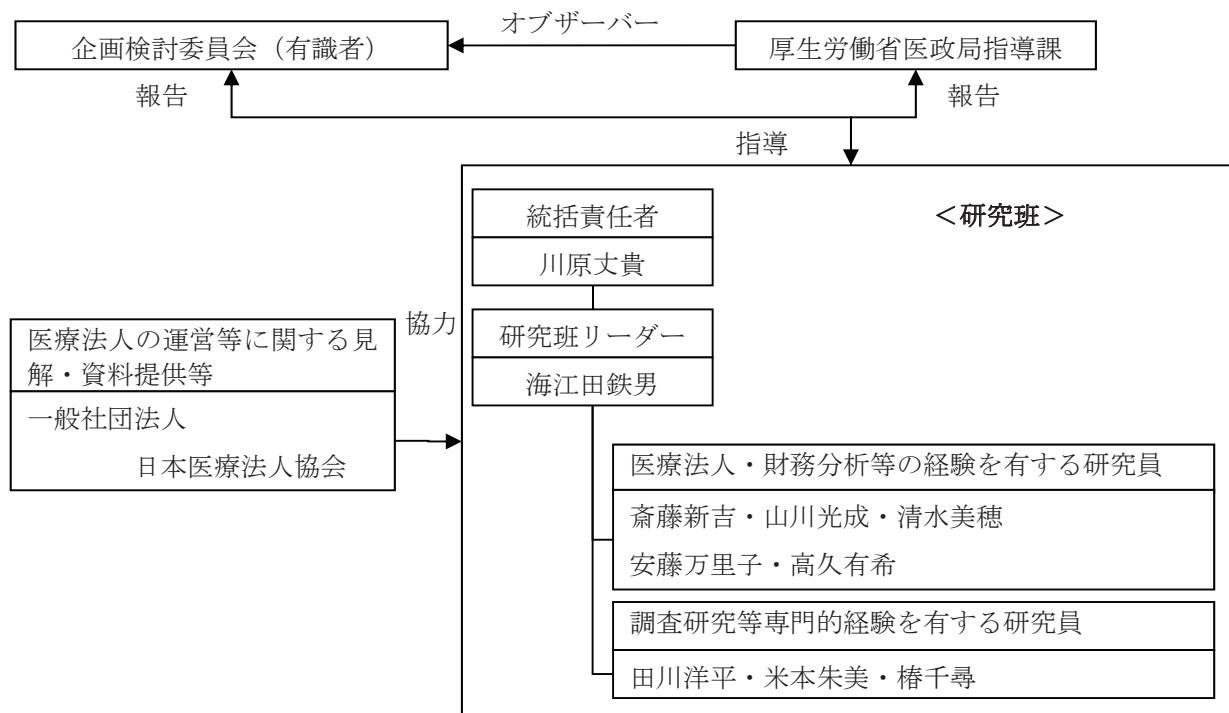 オブザーバー
企画検討委員会（有識者）
厚生労働省医政局指導課
報告
報告
指導
＜研究班＞
統括責任者
川原丈貴
研究班リーダー
海江田鉄男
協力
医療法人の運営等に関する見
解・資料提供等
一般社団法人
日本医療法人協会
医療法人・財務分析等の経験を有する研究員
斎藤新吉・山川光成・清水美穂
安藤万里子・高久有希
調査研究等専門的経験を有する研究員
田川洋平・米本朱美・椿千尋